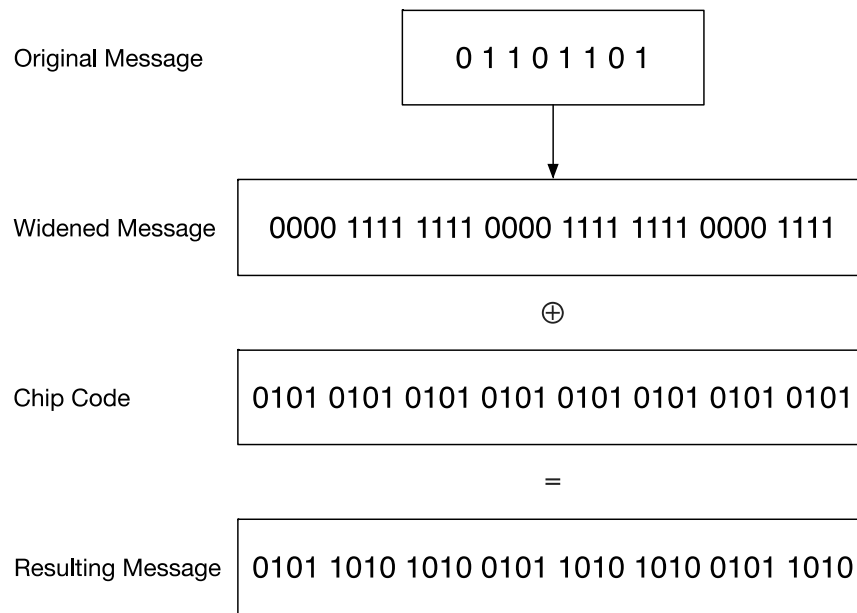 Original Message
0 1 1 0 1 1 0 1
Widened Message
0000 1111 1111 0000 1111 1111 0000 1111
⊕
Chip Code
0101 0101 0101 0101 0101 0101 0101 0101
=
Resulting Message
0101 1010 1010 0101 1010 1010 0101 1010